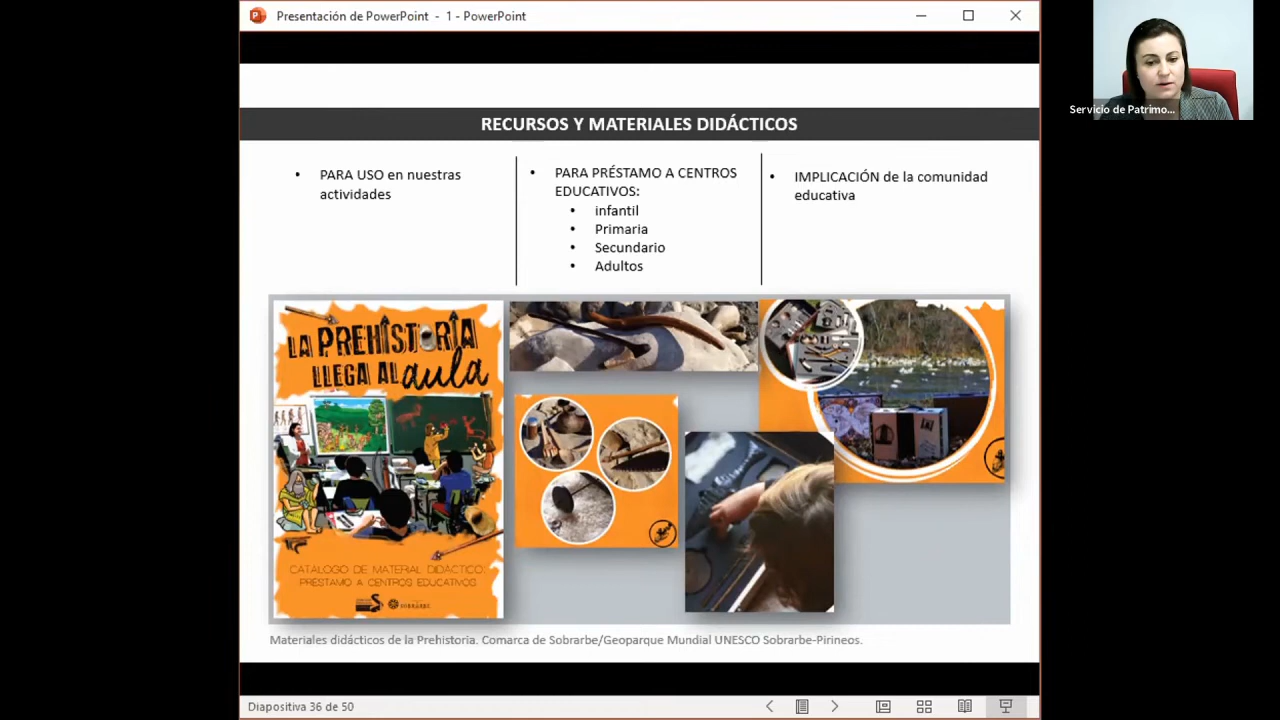 Presentación de PowerPoint - 1 - PowerPoint
Servicio de Patrimo...
RECURSOS Y MATERIALES DIDÁCTICOS
• PARA USO en nuestras
actividades
• PARA PRÉSTAMO A CENTROS
EDUCATIVOS:
• infantil
• Primaria
• Secundario
• Adultos
• IMPLICACIÓN de la comunidad
educativa
LA PREHISTORIA
LLEGA AL aula
CATÁLOGO DE MATERIAL DIDÁCTICO:
PRÉSTAMO A CENTROS EDUCATIVOS
SOBRARBE
Materiales didácticos de la Prehistoria. Comarca de Sobrarbe/Geoparque Mundial UNESCO Sobrarbe-Pirineos.
Diapositiva 36 de 50